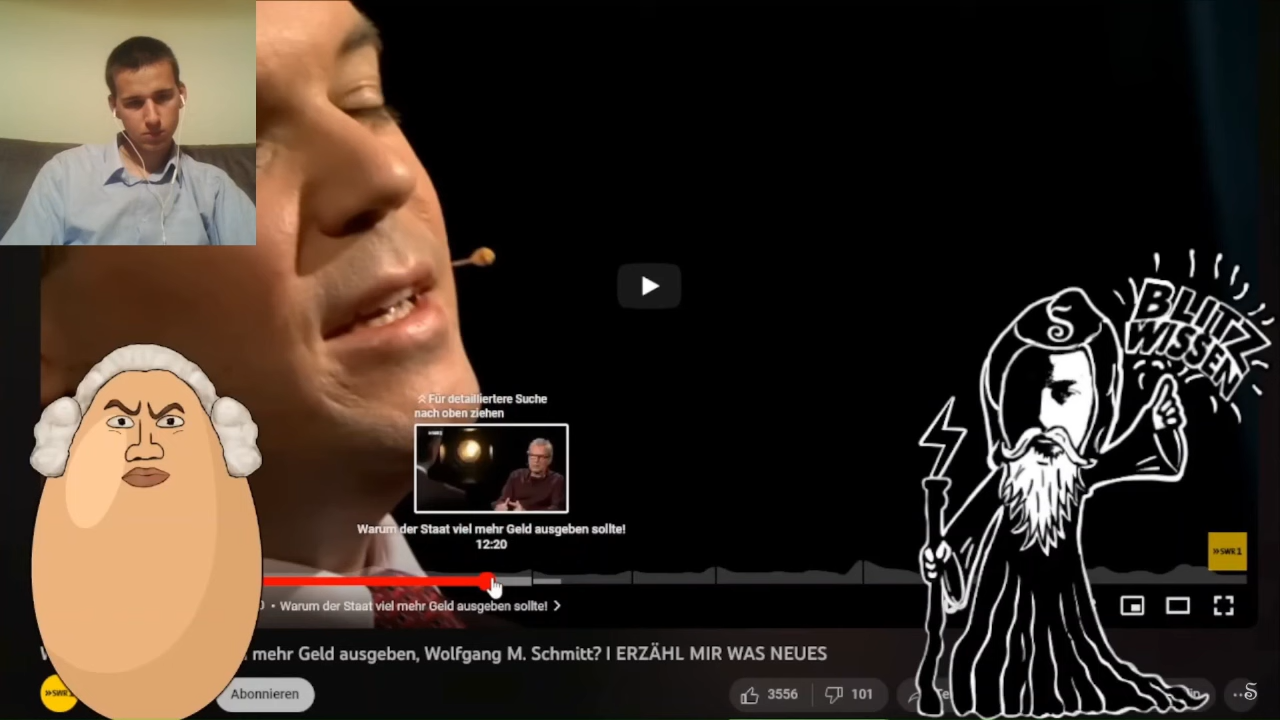 BLITZ
WISSEN
S
Für detailliertere Suche
nach oben ziehen
Warum der Staat viel mehr Geld ausgeben sollte!
12:20
»SWR1
• Warum der Staat viel mehr Geld ausgeben sollte! >
mehr Geld ausgeben, Wolfgang M. Schmitt? I ERZÄHL MIR WAS NEUES
»SWR
Abonnieren
3556
101
Te
S